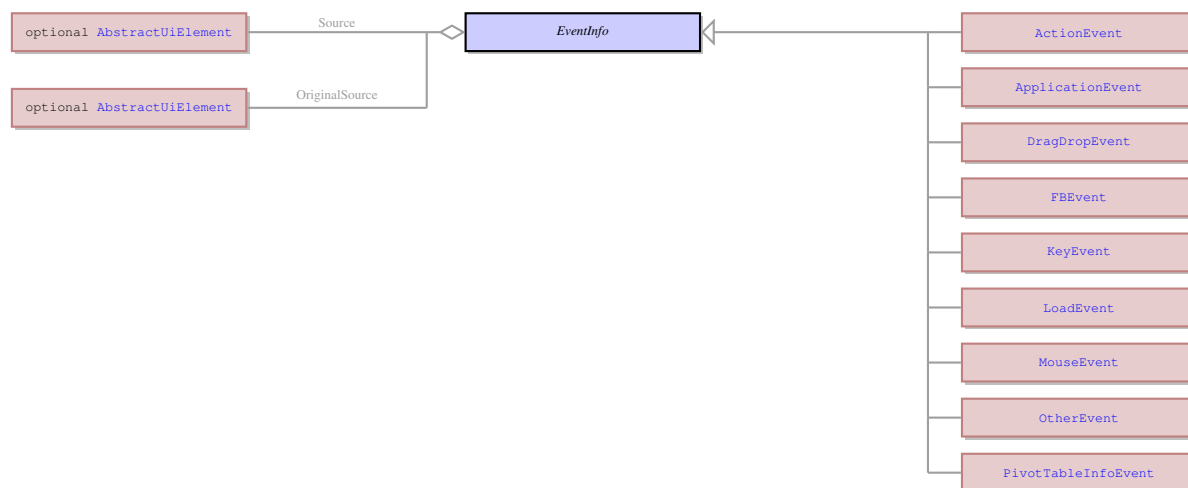 optional AbstractUiElement
Source
EventInfo
ActionEvent
ApplicationEvent
optional AbstractUiElement
OriginalSource
DragDropEvent
FBEvent
KeyEvent
LoadEvent
MouseEvent
OtherEvent
PivotTableInfoEvent